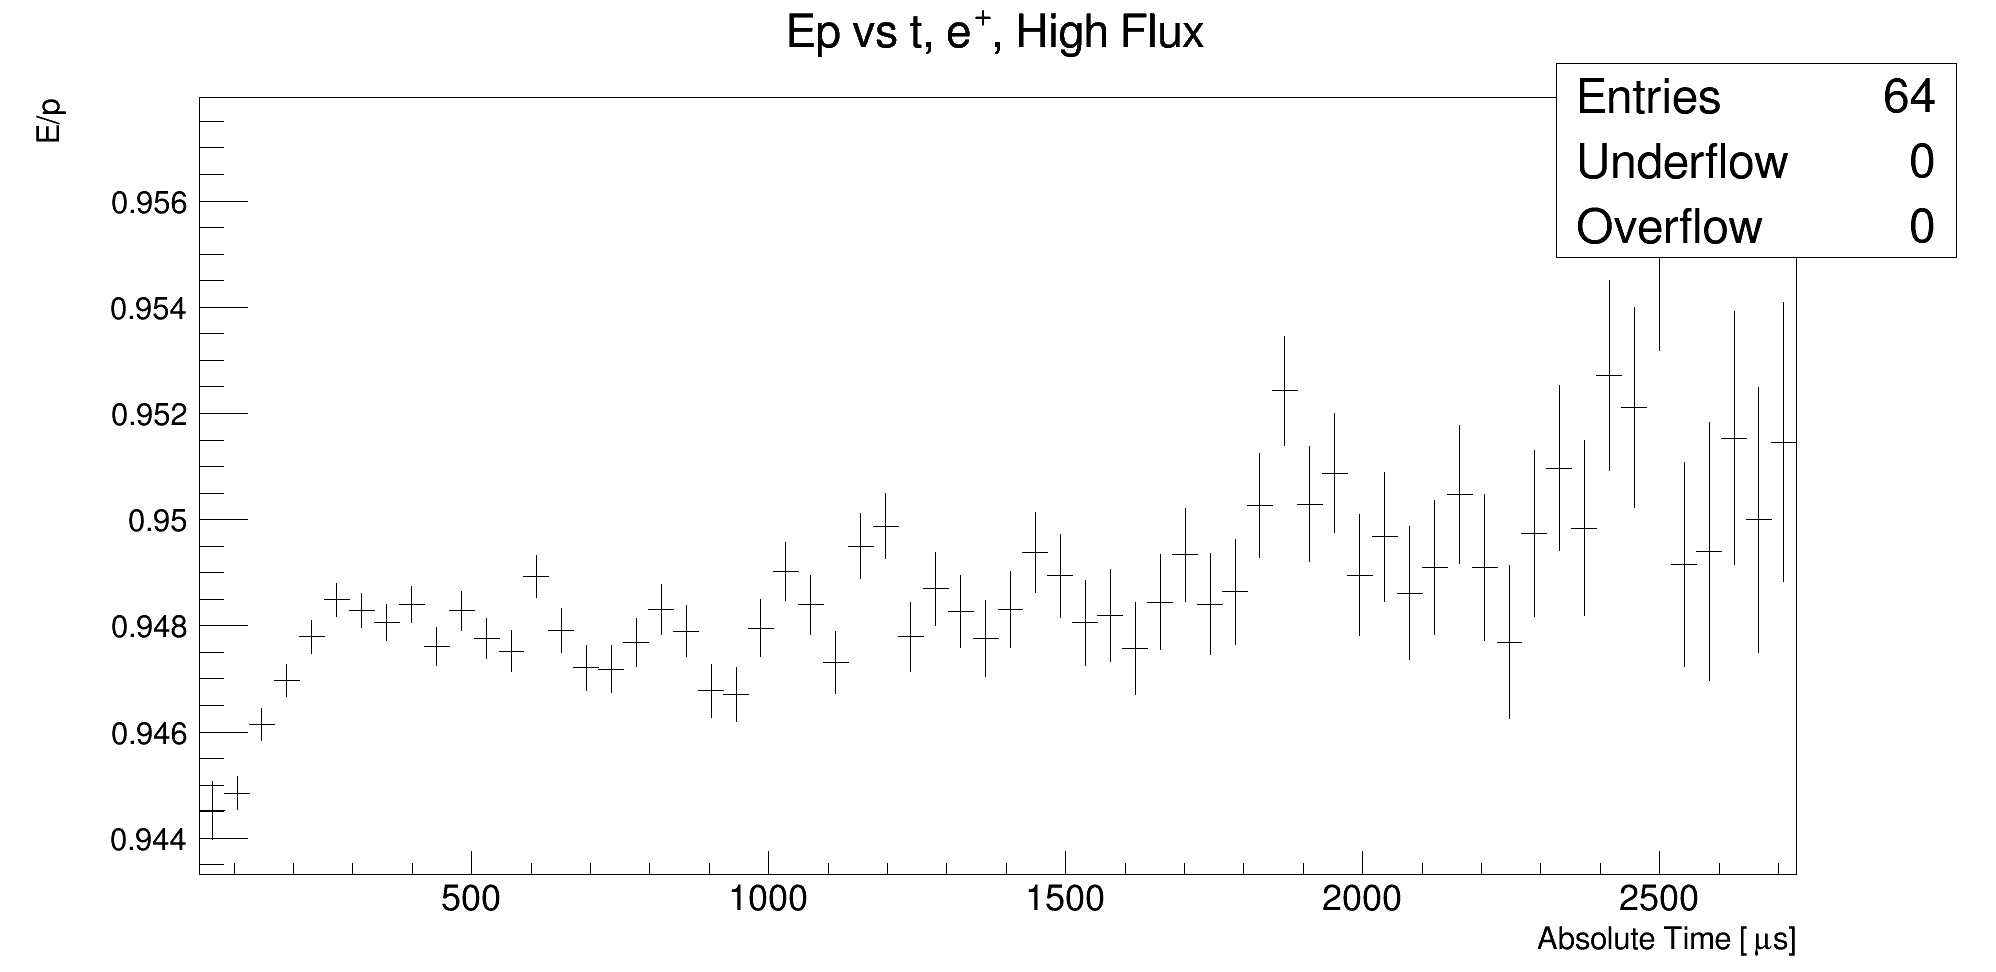 Ep vs t, e+, High Flux
Entries 64
Underflow 0
Overflow 0
E/p
0.956
0.954
0.952
0.95
0.948
0.946
0.944
500 1000 1500 2000 2500
Absolute Time [ μs]